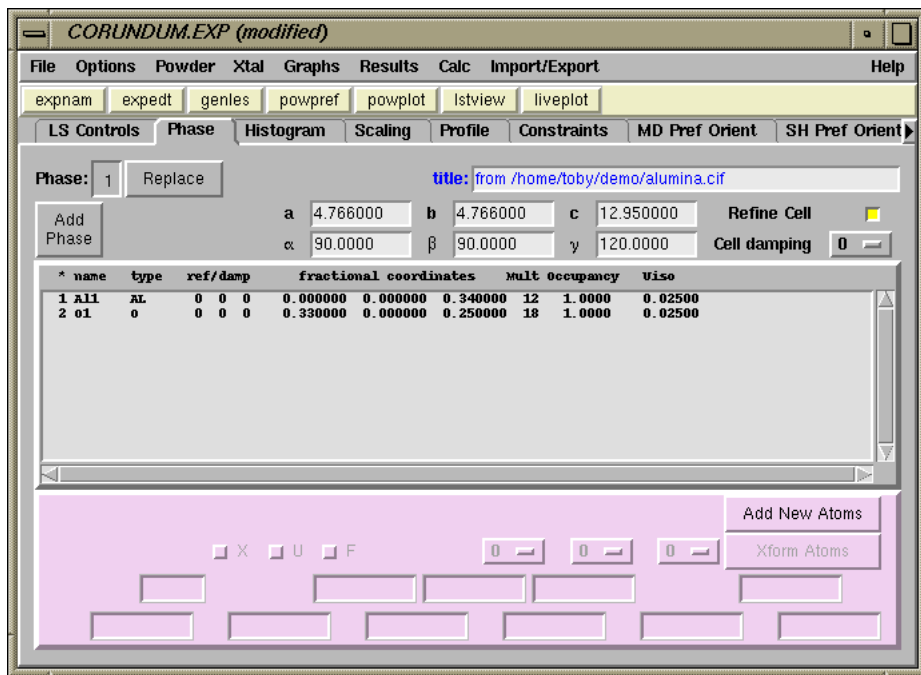 CORUNDUM.EXP (modified)
File Options Powder Xtal Graphs Results Calc Import/Export Help
expnam expedt genles powpref powplot lstview liveplot
LS Controls Phase Histogram Scaling Profile Constraints MD Pref Orient SH Pref Orient
Phase: 1 Replace title: from /home/toby/demo/alumina.cif
Add Phase a 4.766000 b 4.766000 c 12.950000 Refine Cell
α 90.0000 β 90.0000 γ 120.0000 Cell damping 0
* name type ref/damp fractional coordinates Mult Occupancy Uiso
1 Al1 AL 0 0 0 0.000000 0.000000 0.340000 12 1.0000 0.02500
2 o1 o 0 0 0 0.330000 0.000000 0.250000 18 1.0000 0.02500
Add New Atoms
X U F 0 0 0 Xform Atoms